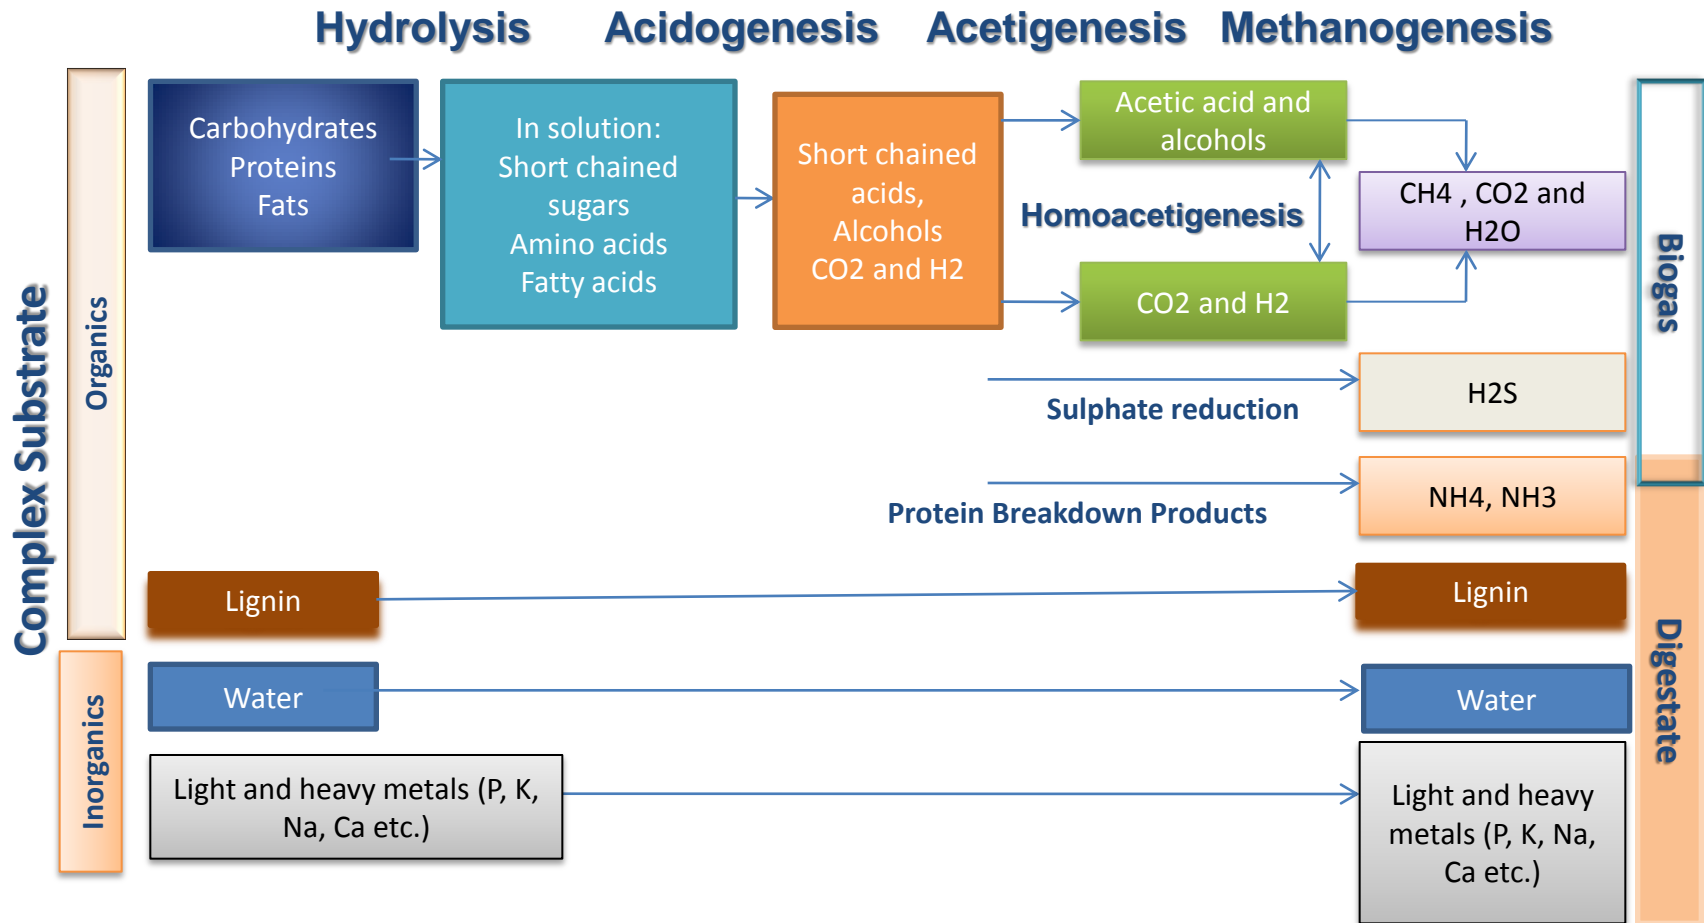 Hydrolysis Acidogenesis Acetigenesis Methanogenesis
Complex Substrate
Organics
Inorganics
Carbohydrates
Proteins
Fats
In solution:
Short chained
sugars
Amino acids
Fatty acids
Short chained
acids,
Alcohols
CO2 and H2
Acetic acid and
alcohols
Homoacetigenesis
CO2 and H2
CH4 , CO2 and
H2O
Sulphate reduction
H2S
Protein Breakdown Products
NH4, NH3
Lignin
Lignin
Water
Water
Light and heavy metals (P, K,
Na, Ca etc.)
Light and heavy
metals (P, K, Na,
Ca etc.)
Biogas
Digestate